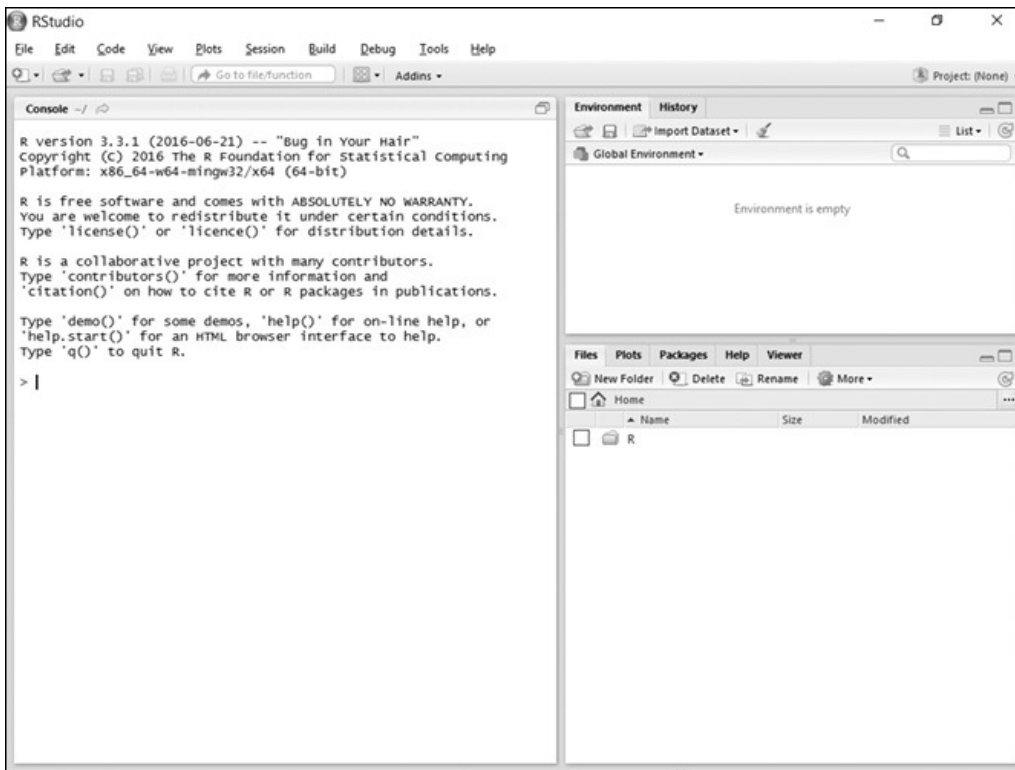 RStudio
File Edit Code View Plots Session Build Debug Tools Help
Go to file/function Addins Project: (None)
Console ~/
R version 3.3.1 (2016-06-21) -- "Bug in Your Hair"
Copyright (C) 2016 The R Foundation for Statistical Computing
Platform: x86_64-w64-mingw32/x64 (64-bit)
R is free software and comes with ABSOLUTELY NO WARRANTY.
You are welcome to redistribute it under certain conditions.
Type 'license()' or 'licence()' for distribution details.
R is a collaborative project with many contributors.
Type 'contributors()' for more information and
'citation()' on how to cite R or R packages in publications.
Type 'demo()' for some demos, 'help()' for on-line help, or
'help.start()' for an HTML browser interface to help.
Type 'q()' to quit R.
>
Environment History
Import Dataset List
Global Environment
Environment is empty
Files Plots Packages Help Viewer
New Folder Delete Rename More
Home ...
Name Size Modified
R